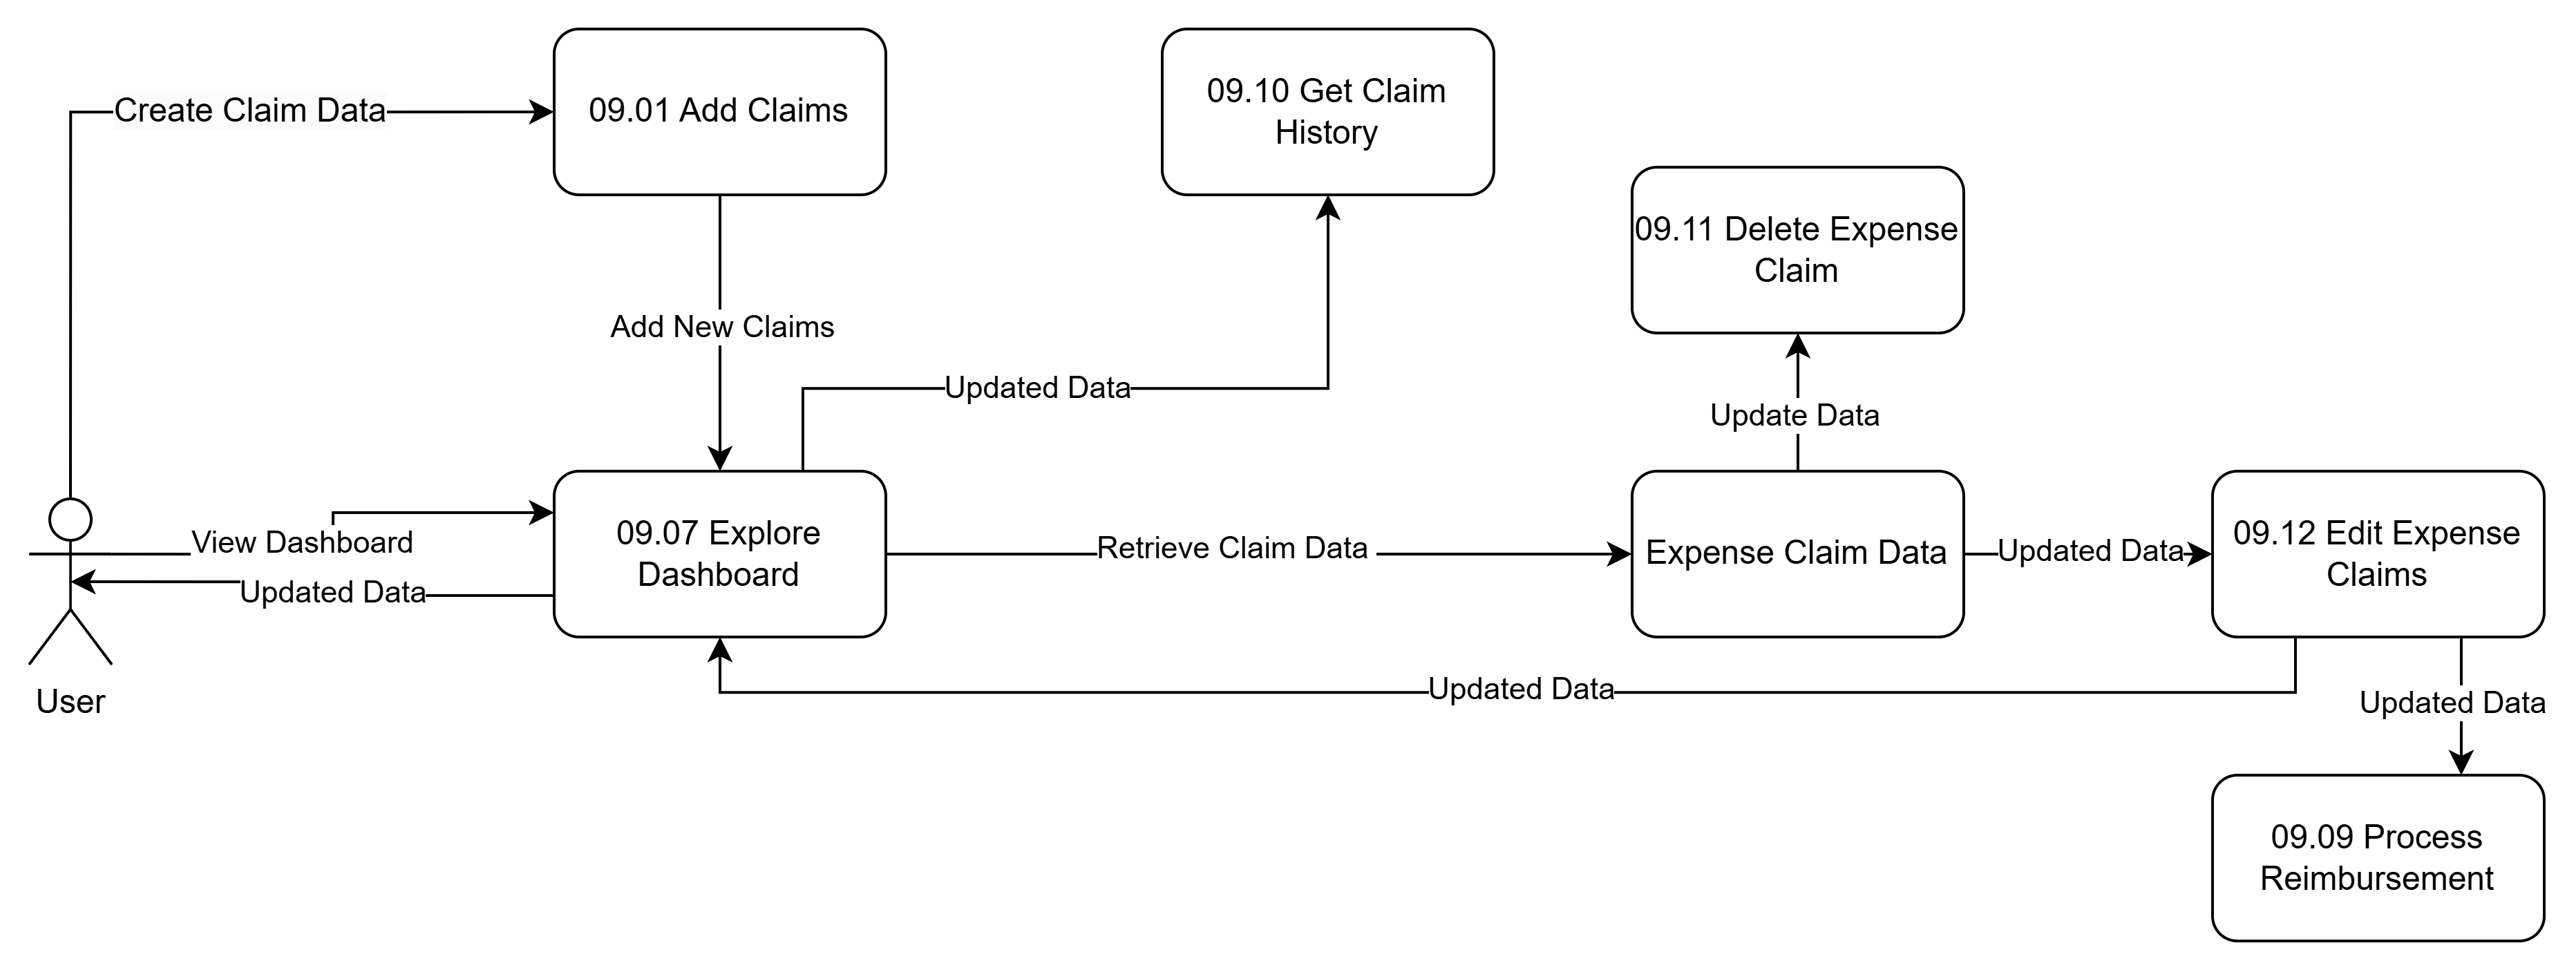 Create Claim Data
09.01 Add Claims
09.10 Get Claim
History
09.11 Delete Expense
Claim
Add New Claims
Updated Data
Update Data
View Dashboard
09.07 Explore
Dashboard
Retrieve Claim Data
Expense Claim Data
Updated Data
09.12 Edit Expense
Claims
Updated Data
User
Updated Data
Updated Data
09.09 Process
Reimbursement